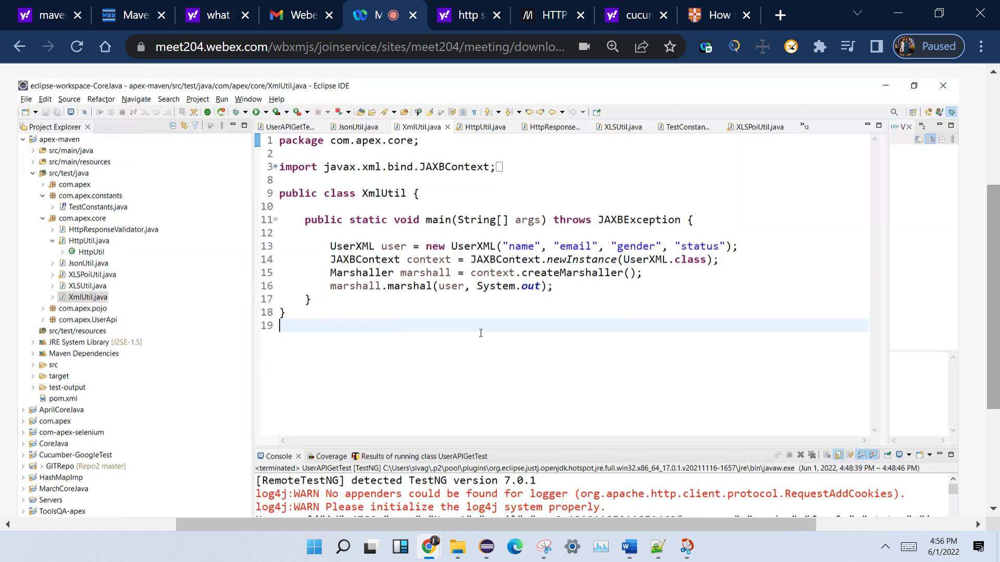 mave
Mave
what i
Webe
M
http s
HTTP
cucur
How
meet204.webex.com/wbxmjs/joinservice/sites/meet204/meeting/downlo...
Paused
eclipse-workspace-CoreJava - apex-maven/src/test/java/com/apex/core/XmlUtil.java - Eclipse IDE
File Edit Source Refactor Navigate Search Project Run Window Help
Project Explorer
UserAPIGetTe... JsonUtil.java XmlUtil.java HttpUtil.java HttpResponse... XLSUtil.java TestConstan... XLSPoiUtil.java »12
(x)= V »2
apex-maven
src/main/java
src/main/resources
src/test/java
com.apex
com.apex.constants
TestConstants.java
com.apex.core
HttpResponseValidator.java
HttpUtil.java
HttpUtil
JsonUtil.java
XLSPoiUtil.java
XLSUtil.java
XmlUtil.java
com.apex.pojo
com.apex.UserApi
src/test/resources
JRE System Library [J2SE-1.5]
Maven Dependencies
src
target
test-output
pom.xml
AprilCoreJava
com.apex
com-apex-selenium
CoreJava
Cucumber-GoogleTest
> GITRepo [Repo2 master]
HashMapImp
MarchCoreJava
Servers
ToolsQA-apex
1 package com.apex.core;
2
3 import javax.xml.bind.JAXBContext;
8
9 public class XmlUtil {
10
11 public static void main(String[] args) throws JAXBException {
12
13 UserXML user = new UserXML("name", "email", "gender", "status");
14 JAXBContext context = JAXBContext.newInstance(UserXML.class);
15 Marshaller marshall = context.createMarshaller();
16 marshall.marshal(user, System.out);
17 }
18 }
19
Console Coverage Results of running class UserAPIGetTest
<terminated> UserAPIGetTest [TestNG] C:\Users\sivag\.p2\pool\plugins\org.eclipse.justj.openjdk.hotspot.jre.full.win32.x86_64_17.0.1.v20211116-1657\jre\bin\javaw.exe (Jun 1, 2022, 4:48:39 PM – 4:48:46 PM)
[RemoteTestNG] detected TestNG version 7.0.1
log4j:WARN No appenders could be found for logger (org.apache.http.client.protocol.RequestAddCookies).
log4j:WARN Please initialize the log4j system properly.
4:56 PM
6/1/2022